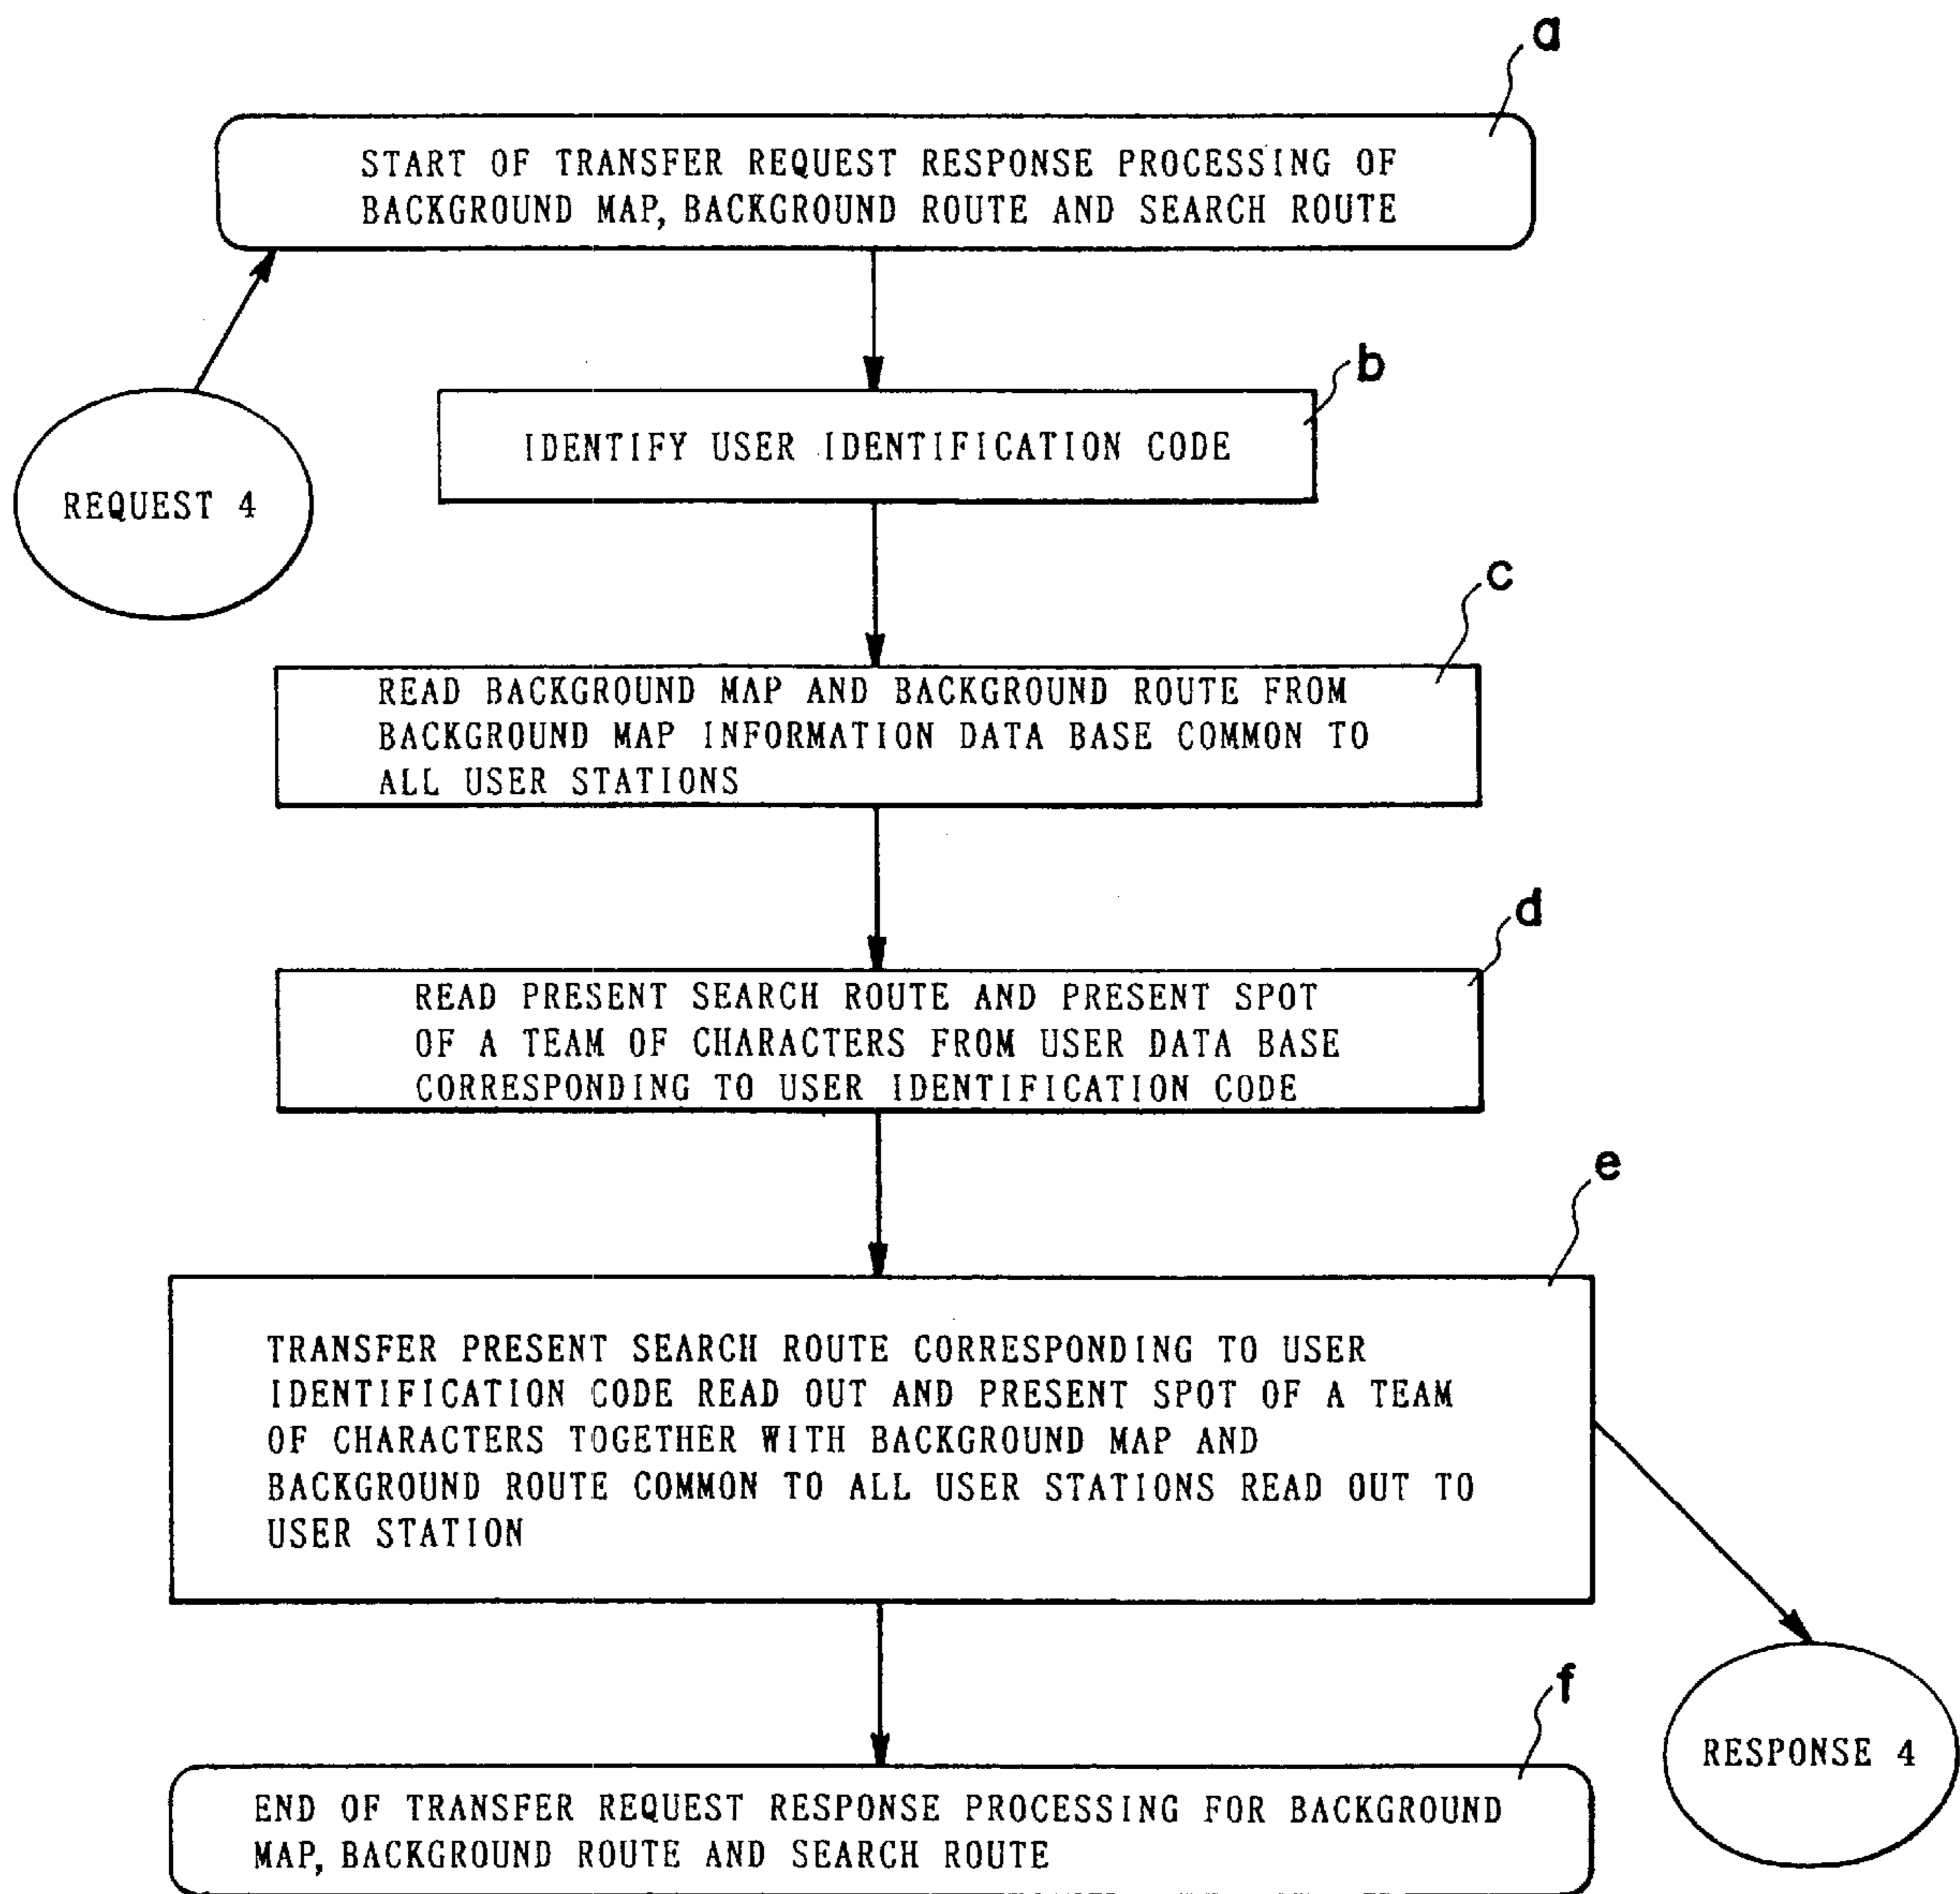 a
START OF TRANSFER REQUEST RESPONSE PROCESSING OF
BACKGROUND MAP, BACKGROUND ROUTE AND SEARCH ROUTE
b
IDENTIFY USER IDENTIFICATION CODE
REQUEST 4
c
READ BACKGROUND MAP AND BACKGROUND ROUTE FROM
BACKGROUND MAP INFORMATION DATA BASE COMMON TO
ALL USER STATIONS
d
READ PRESENT SEARCH ROUTE AND PRESENT SPOT
OF A TEAM OF CHARACTERS FROM USER DATA BASE
CORRESPONDING TO USER IDENTIFICATION CODE
e
TRANSFER PRESENT SEARCH ROUTE CORRESPONDING TO USER
IDENTIFICATION CODE READ OUT AND PRESENT SPOT OF A TEAM
OF CHARACTERS TOGETHER WITH BACKGROUND MAP AND
BACKGROUND ROUTE COMMON TO ALL USER STATIONS READ OUT TO
USER STATION
f
RESPONSE 4
END OF TRANSFER REQUEST RESPONSE PROCESSING FOR BACKGROUND
MAP, BACKGROUND ROUTE AND SEARCH ROUTE